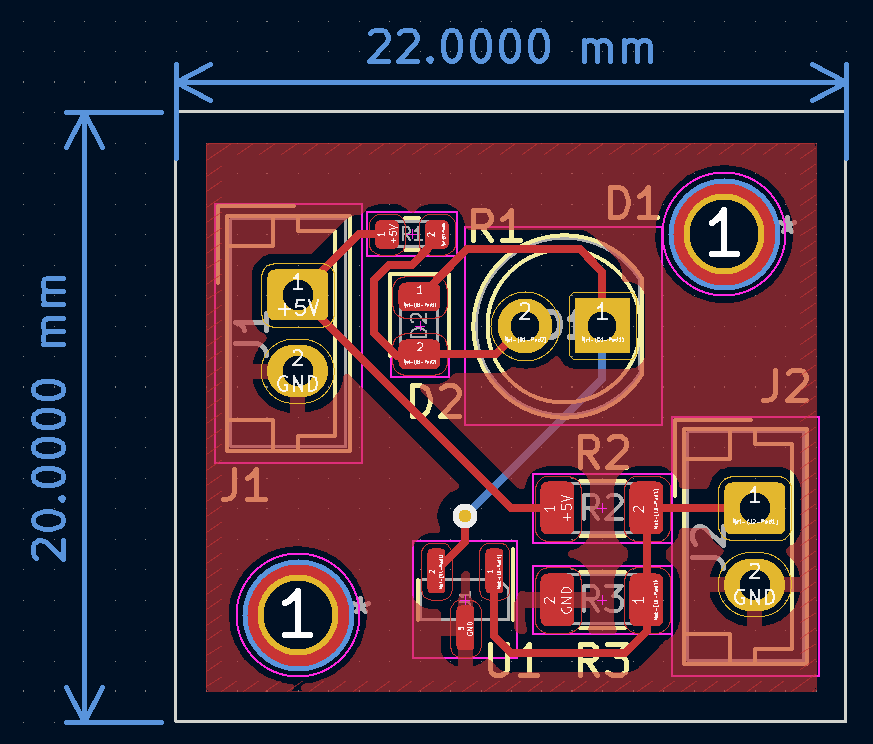 22.0000 mm
20.0000 mm
D1
1
*
R1
1
+5V
R1
2
1
D2
2
D2
2
D1
1
J1
1
+5V
2
GND
J1
J2
R2
1
+5V
R2
2
J2
1
2
GND
2
1
3
GND
U1
2
GND
R3
1
R3
1
*